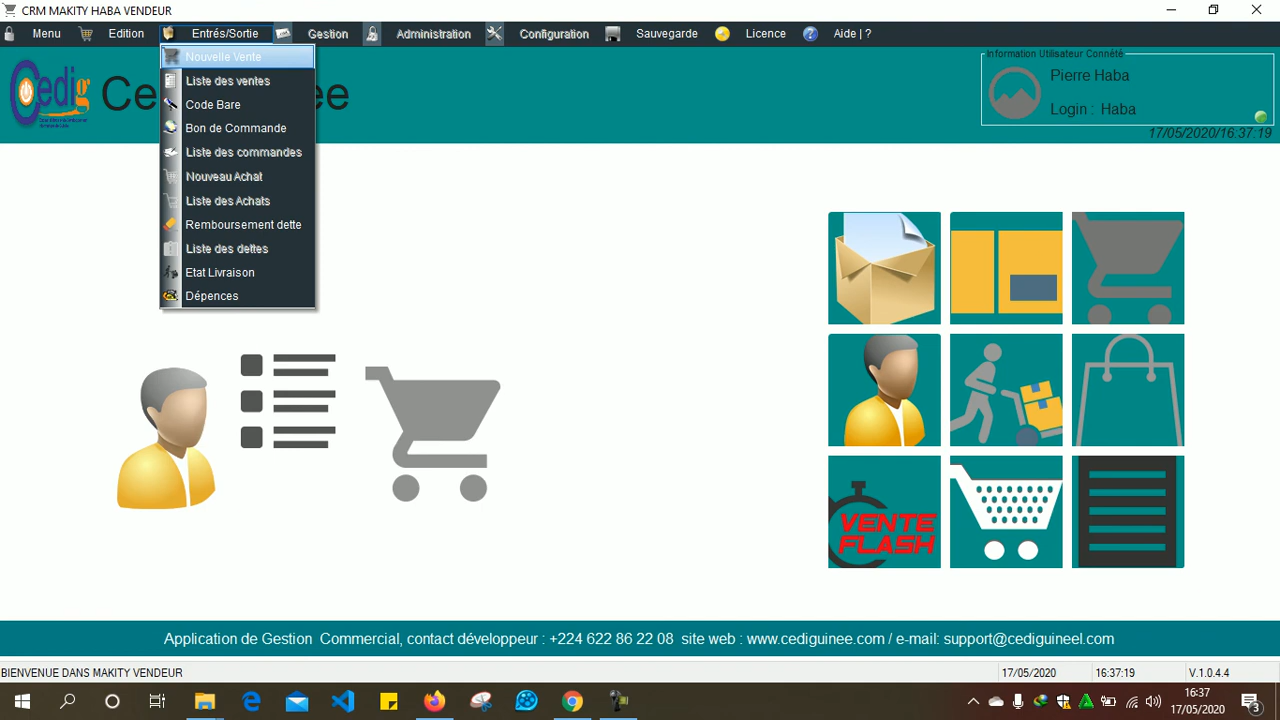 CRM MAKITY HABA VENDEUR
Menu Edition Entrés/Sortie Gestion Administration Configuration Sauvegarde Licence Aide | ?
Nouvelle Vente
Liste des ventes
Code Bare
Bon de Commande
Liste des commandes
Nouveau Achat
Liste des Achats
Remboursement dette
Liste des dettes
Etat Livraison
Dépences
Cedig
Information Utilisateur Connété
Pierre Haba
Login : Haba
17/05/2020/16:37:19
VENTE
FLASH
Application de Gestion Commercial, contact développeur : +224 622 86 22 08 site web : www.cediguinee.com / e-mail: support@cediguineel.com
BIENVENUE DANS MAKITY VENDEUR 17/05/2020 16:37:19 V.1.0.4.4
16:37
17/05/2020
3